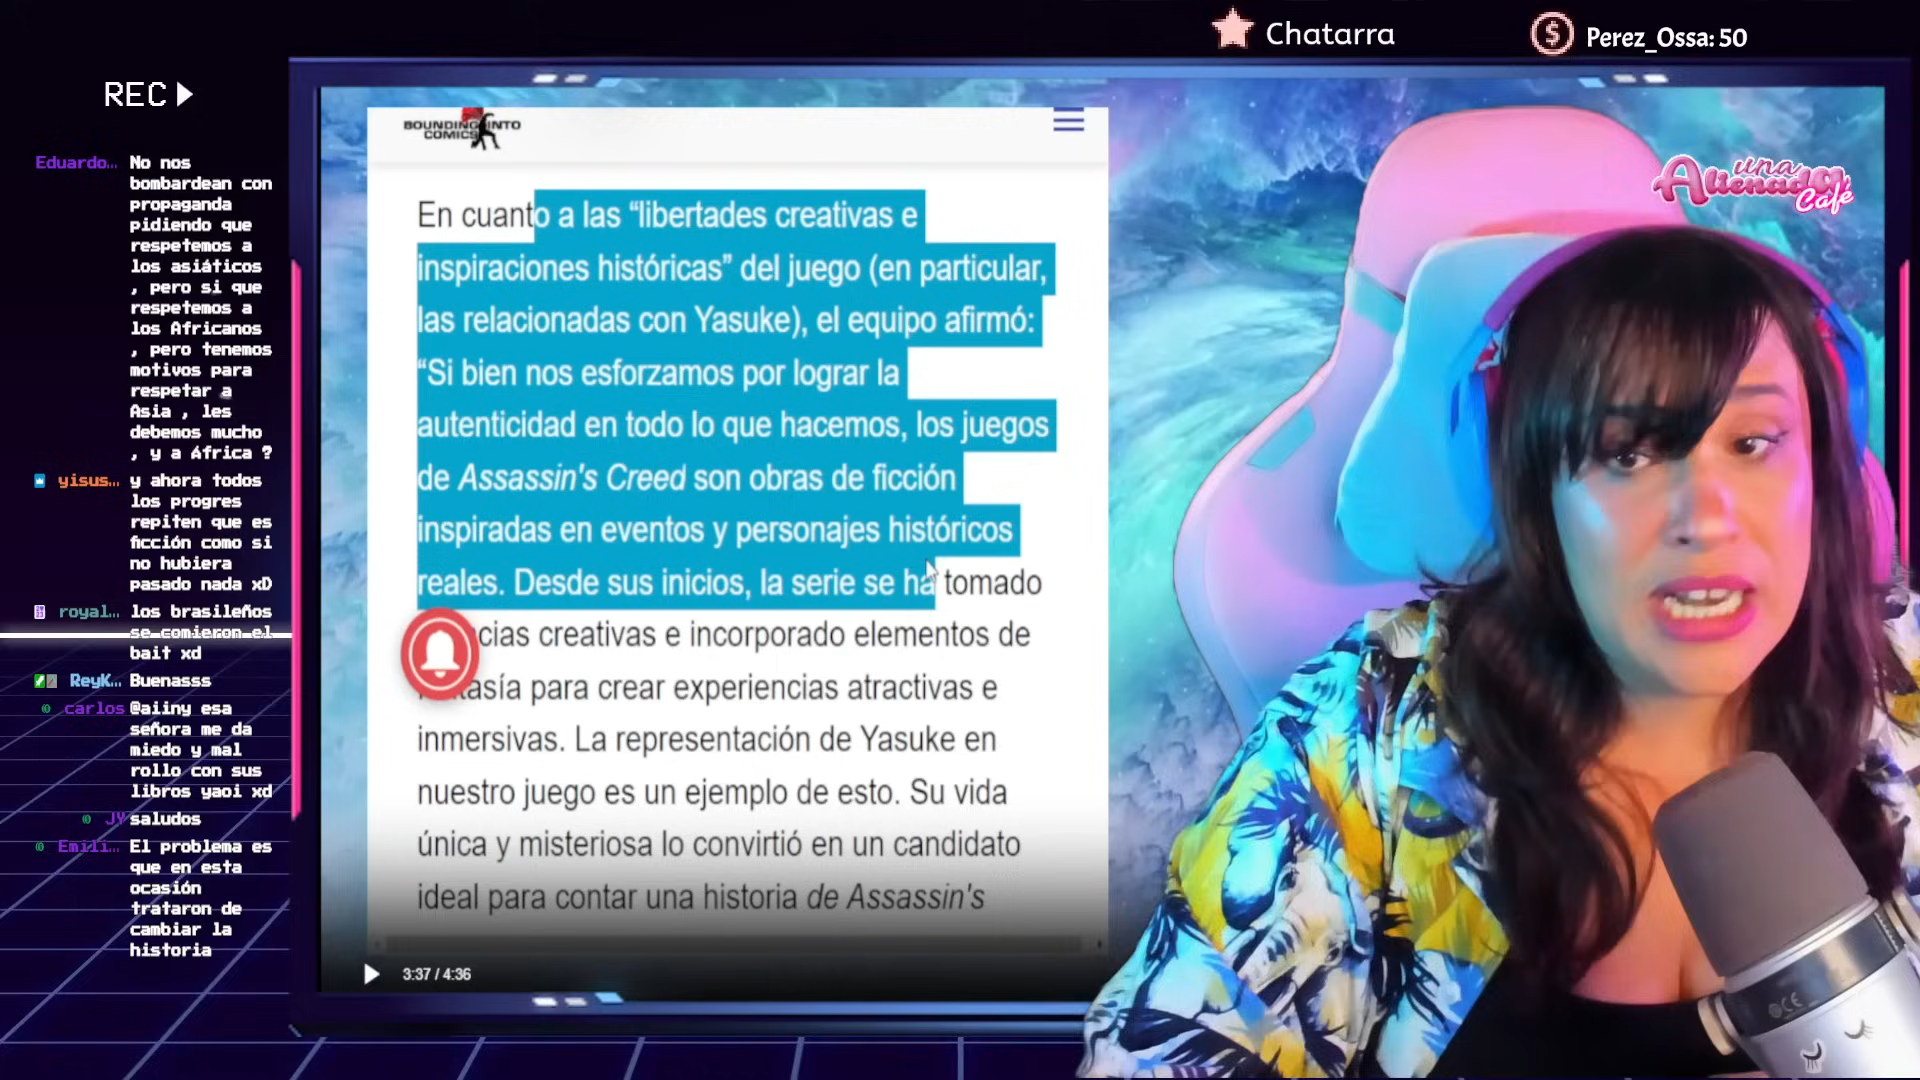 Chatarra
Perez_Ossa: 50
REC
Eduardo... No nos
bombardean con
propaganda
pidiendo que
respetemos a
los asiáticos
, pero si que
respetemos a
los Africanos
, pero tenemos
motivos para
respetar a
Asia , les
debemos mucho
, y a África ?
yisus... y ahora todos
los progres
repiten que es
ficción como si
no hubiera
pasado nada xD
royal... los brasileños
se comieron el
bait xd
ReyK... Buenasss
carlos @aiiny esa
señora me da
miedo y mal
rollo con sus
libros yaoi xd
JY saludos
Emili... El problema es
que en esta
ocasión
trataron de
cambiar la
historia
BOUNDING INTO
COMICS
En cuanto a las “libertades creativas e
inspiraciones históricas” del juego (en particular,
las relacionadas con Yasuke), el equipo afirmó:
“Si bien nos esforzamos por lograr la
autenticidad en todo lo que hacemos, los juegos
de Assassin's Creed son obras de ficción
inspiradas en eventos y personajes históricos
reales. Desde sus inicios, la serie se ha tomado
cias creativas e incorporado elementos de
tasía para crear experiencias atractivas e
inmersivas. La representación de Yasuke en
nuestro juego es un ejemplo de esto. Su vida
única y misteriosa lo convirtió en un candidato
ideal para contar una historia de Assassin's
3:37 / 4:36
una
Alienada
Café